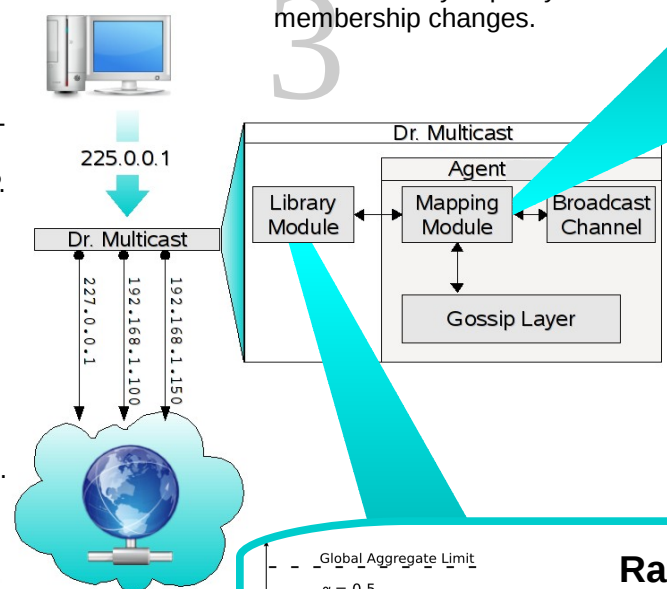 membership changes.
3
225.0.0.1
Dr. Multicast
227.0.0.1
192.168.1.100
192.168.1.150
Dr. Multicast
Agent
Library
Module
Mapping
Module
Broadcast
Channel
Gossip Layer
Global Aggregate Limit
Ra